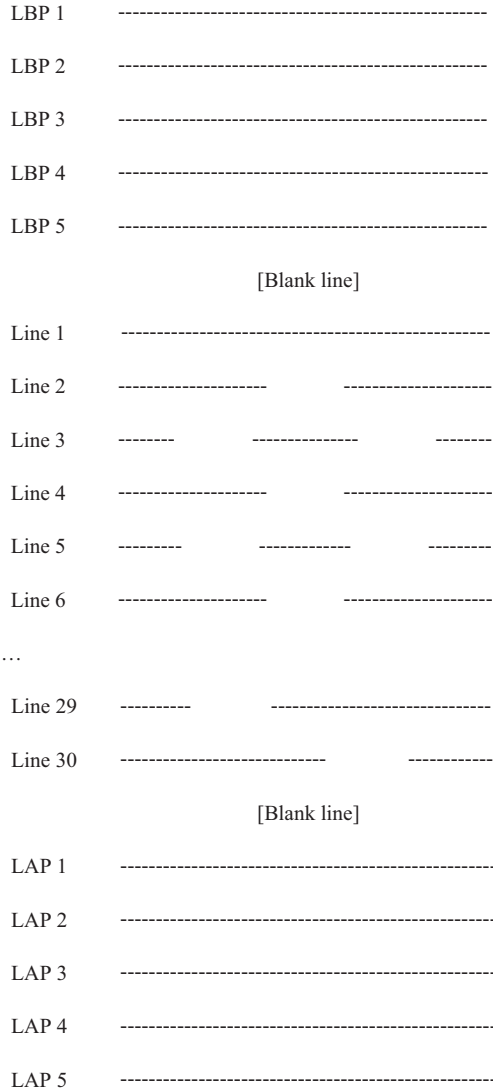 LBP 1 ----------------------------------------------------
LBP 2 ----------------------------------------------------
LBP 3 ----------------------------------------------------
LBP 4 ----------------------------------------------------
LBP 5 ----------------------------------------------------
[Blank line]
Line 1 ----------------------------------------------------
Line 2 --------------------- ---------------------
Line 3 -------- --------------- --------
Line 4 --------------------- ---------------------
Line 5 --------- ------------- ---------
Line 6 --------------------- ---------------------
…
Line 29 ---------- -------------------------------
Line 30 ----------------------------- ------------
[Blank line]
LAP 1 -----------------------------------------------------
LAP 2 -----------------------------------------------------
LAP 3 -----------------------------------------------------
LAP 4 -----------------------------------------------------
LAP 5 -----------------------------------------------------